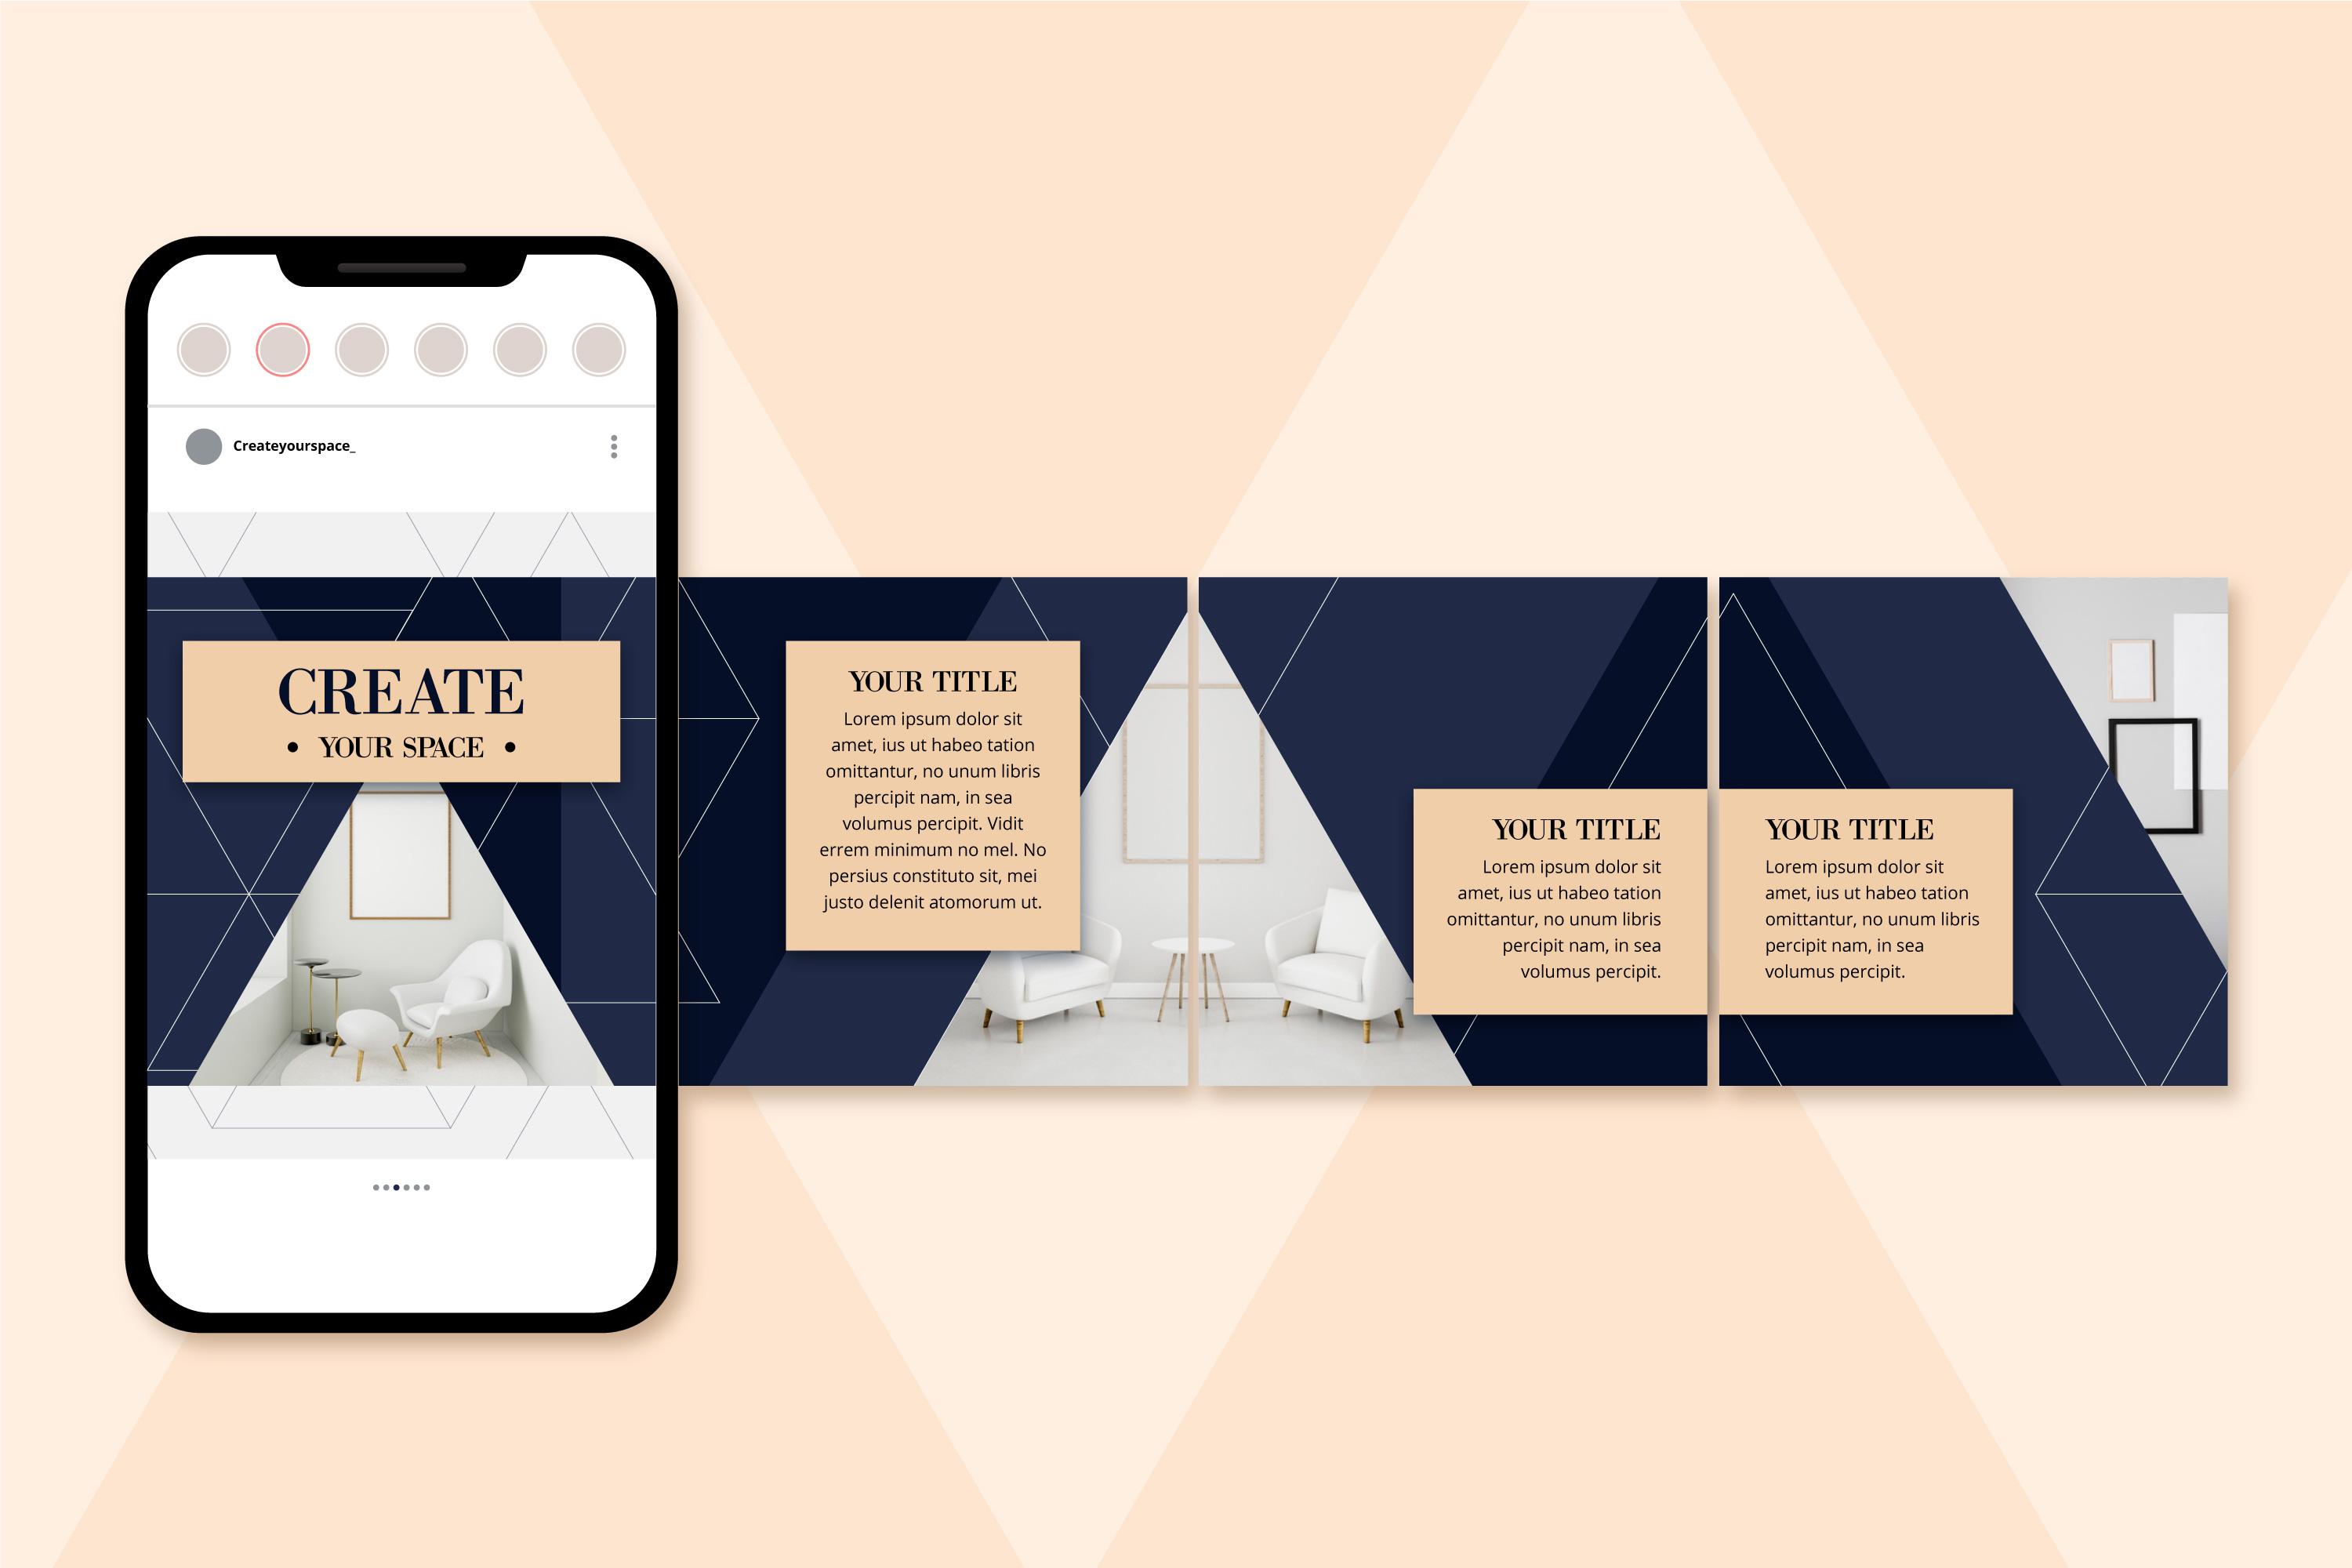 Createyourspace_
CREATE
• YOUR SPACE •
YOUR TITLE
Lorem ipsum dolor sit
amet, ius ut habeo tation
omittantur, no unum libris
percipit nam, in sea
volumus percipit. Vidit
errem minimum no mel. No
persius constituto sit, mei
justo delenit atomorum ut.
YOUR TITLE
Lorem ipsum dolor sit
amet, ius ut habeo tation
omittantur, no unum libris
percipit nam, in sea
volumus percipit.
YOUR TITLE
Lorem ipsum dolor sit
amet, ius ut habeo tation
omittantur, no unum libris
percipit nam, in sea
volumus percipit.